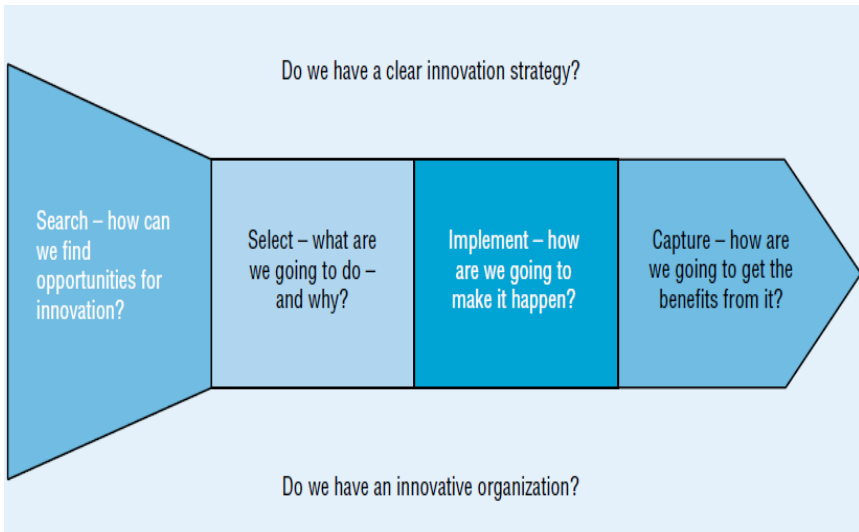 Do we have a clear innovation strategy?
Search – how can
we find
opportunities for
innovation?
Select – what are
we going to do –
and why?
Implement – how
are we going to
make it happen?
Capture – how are
we going to get the
benefits from it?
Do we have an innovative organization?